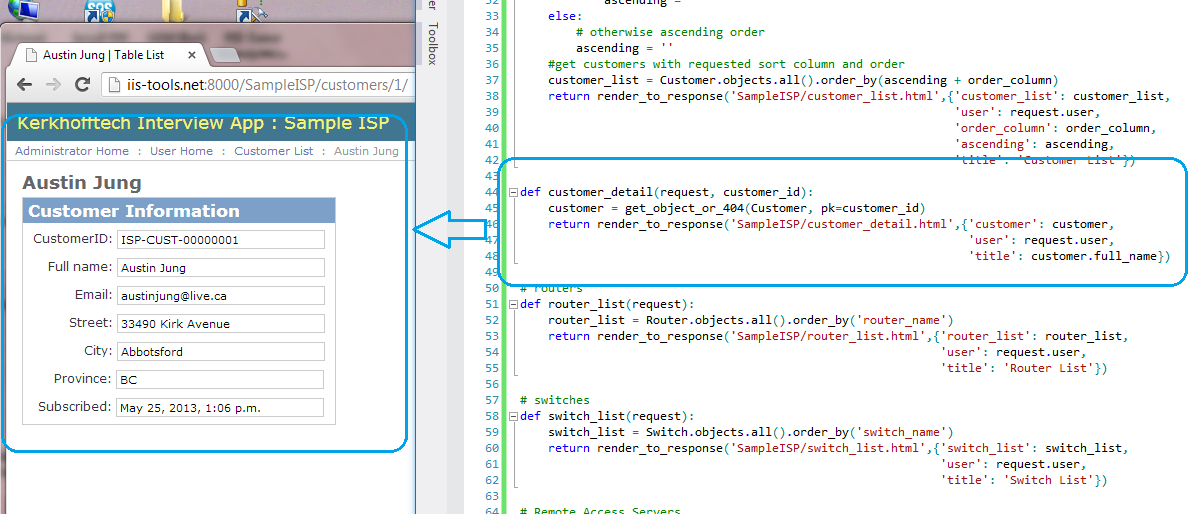 Austin Jung | Table List
iis-tools.net:8000/SampleISP/customers/1/
Kerkhofftech Interview App : Sample ISP
Administrator Home : User Home : Customer List : Austin Jung
Austin Jung
Customer Information
CustomerID: ISP-CUST-00000001
Full name: Austin Jung
Email: austinjung@live.ca
Street: 33490 Kirk Avenue
City: Abbotsford
Province: BC
Subscribed: May 25, 2013, 1:06 p.m.
Toolbox
32 ascending =
33 else:
34 # otherwise ascending order
35 ascending = ''
36 #get customers with requested sort column and order
37 customer_list = Customer.objects.all().order_by(ascending + order_column)
38 return render_to_response('SampleISP/customer_list.html',{'customer_list': customer_list,
39 'user': request.user,
40 'order_column': order_column,
41 'ascending': ascending,
42 'title': 'Customer List'})
43
44 def customer_detail(request, customer_id):
45 customer = get_object_or_404(Customer, pk=customer_id)
46 return render_to_response('SampleISP/customer_detail.html',{'customer': customer,
47 'user': request.user,
48 'title': customer.full_name})
49
50 # routers
51 def router_list(request):
52 router_list = Router.objects.all().order_by('router_name')
53 return render_to_response('SampleISP/router_list.html',{'router_list': router_list,
54 'user': request.user,
55 'title': 'Router List'})
56
57 # switches
58 def switch_list(request):
59 switch_list = Switch.objects.all().order_by('switch_name')
60 return render_to_response('SampleISP/switch_list.html',{'switch_list': switch_list,
61 'user': request.user,
62 'title': 'Switch List'})
63
64 # Remote Access Servers